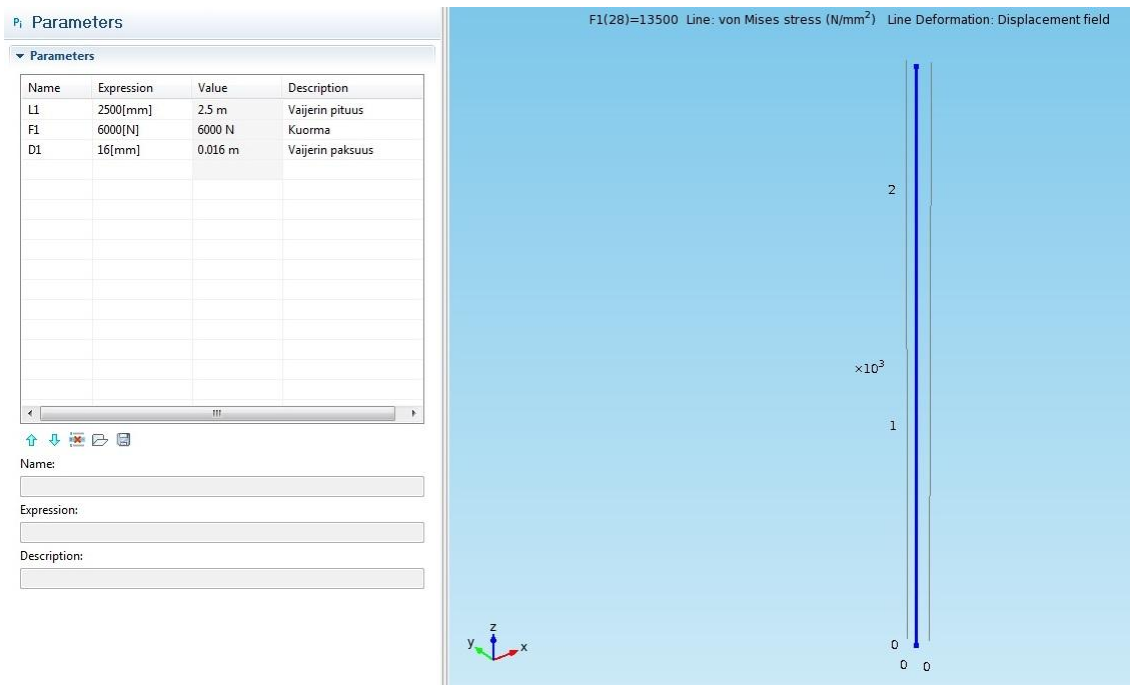 Pi Parameters
Parameters
Name Expression Value Description
L1 2500[mm] 2.5 m Vaijerin pituus
F1 6000[N] 6000 N Kuorma
D1 16[mm] 0.016 m Vaijerin paksuus
Name:
Expression:
Description:
F1(28)=13500 Line: von Mises stress (N/mm²) Line Deformation: Displacement field
2
×10³
1
0
0 0
z
y x